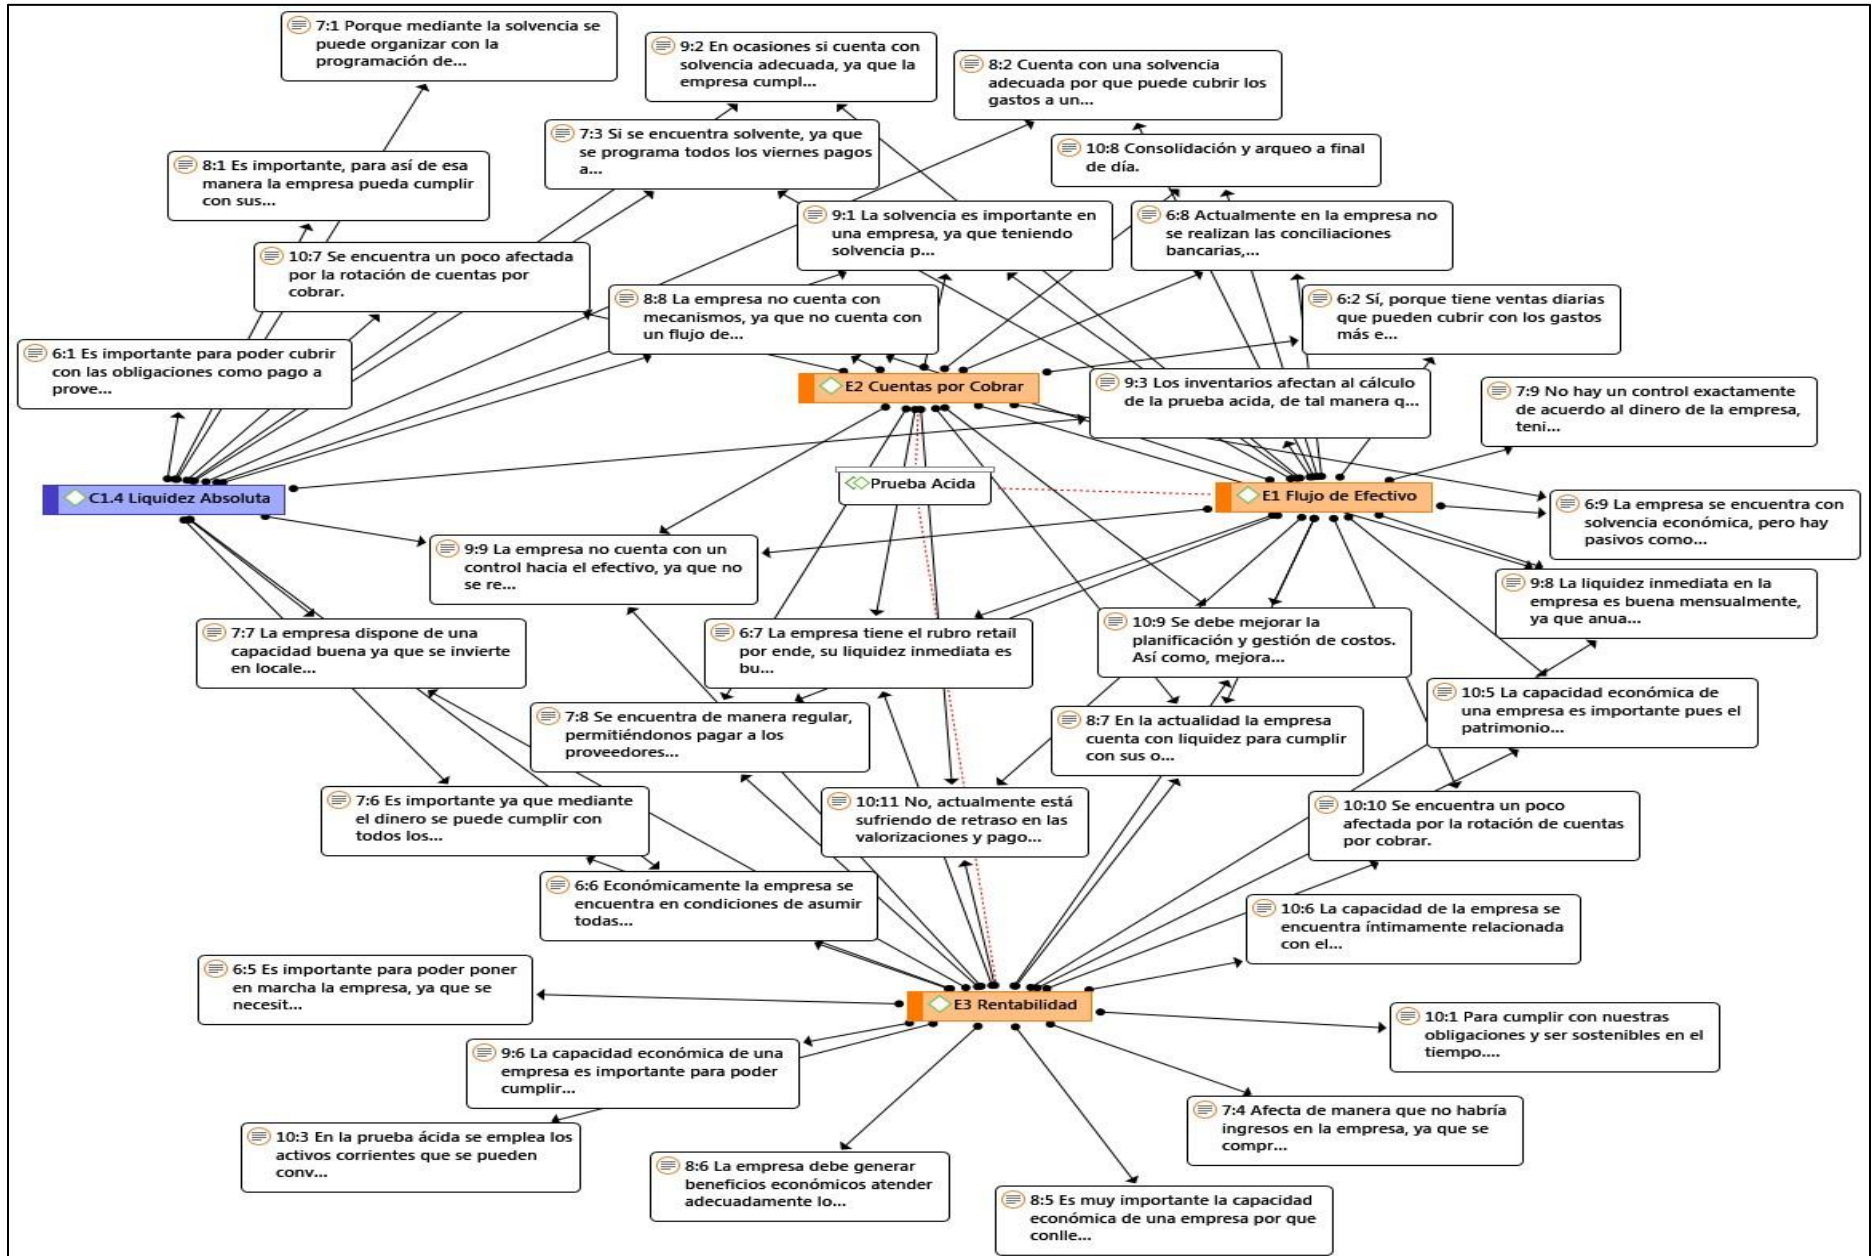 7:1 Porque mediante la solvencia se
puede organizar con la
programación de...
9:2 En ocasiones si cuenta con
solvencia adecuada, ya que la
empresa cumpl...
8:2 Cuenta con una solvencia
adecuada por que puede cubrir los
gastos a un...
7:3 Si se encuentra solvente, ya que
se programa todos los viernes pagos
a...
10:8 Consolidación y arqueo a final
de día.
8:1 Es importante, para así de esa
manera la empresa pueda cumplir
con sus...
9:1 La solvencia es importante en
una empresa, ya que teniendo
solvencia p...
6:8 Actualmente en la empresa no
se realizan las conciliaciones
bancarias,...
10:7 Se encuentra un poco afectada
por la rotación de cuentas por
cobrar.
8:8 La empresa no cuenta con
mecanismos, ya que no cuenta con
un flujo de...
6:2 Sí, porque tiene ventas diarias
que pueden cubrir con los gastos
más e...
6:1 Es importante para poder cubrir
con las obligaciones como pago a
prove...
E2 Cuentas por Cobrar
9:3 Los inventarios afectan al cálculo
de la prueba acida, de tal manera q...
7:9 No hay un control exactamente
de acuerdo al dinero de la empresa,
teni...
C1.4 Liquidez Absoluta
Prueba Acida
E1 Flujo de Efectivo
6:9 La empresa se encuentra con
solvencia económica, pero hay
pasivos como...
9:9 La empresa no cuenta con un
control hacia el efectivo, ya que no
se re...
9:8 La liquidez inmediata en la
empresa es buena mensualmente,
ya que anua...
7:7 La empresa dispone de una
capacidad buena ya que se invierte
en locale...
6:7 La empresa tiene el rubro retail
por ende, su liquidez inmediata es
bu...
10:9 Se debe mejorar la
planificación y gestión de costos.
Así como, mejora...
10:5 La capacidad económica de
una empresa es importante pues el
patrimonio...
7:8 Se encuentra de manera regular,
permitiéndonos pagar a los
proveedores...
8:7 En la actualidad la empresa
cuenta con liquidez para cumplir
con sus o...
7:6 Es importante ya que mediante
el dinero se puede cumplir con
todos los...
10:11 No, actualmente está
sufriendo de retraso en las
valorizaciones y pago...
10:10 Se encuentra un poco
afectada por la rotación de cuentas
por cobrar.
6:6 Económicamente la empresa se
encuentra en condiciones de asumir
todas...
10:6 La capacidad de la empresa se
encuentra íntimamente relacionada
con el...
6:5 Es importante para poder poner
en marcha la empresa, ya que se
necesit...
E3 Rentabilidad
10:1 Para cumplir con nuestras
obligaciones y ser sostenibles en el
tiempo....
9:6 La capacidad económica de una
empresa es importante para poder
cumplir...
7:4 Afecta de manera que no habría
ingresos en la empresa, ya que se
compr...
10:3 En la prueba ácida se emplea los
activos corrientes que se pueden
conv...
8:6 La empresa debe generar
beneficios económicos atender
adecuadamente lo...
8:5 Es muy importante la capacidad
económica de una empresa por que
conlle...